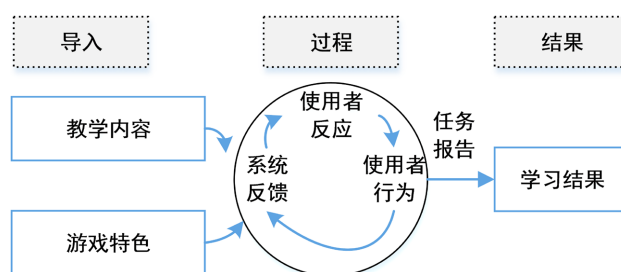 导入
过程
结果
教学内容
游戏特色
使用者
反应
使用者
行为
系统
反馈
任务
报告
学习结果